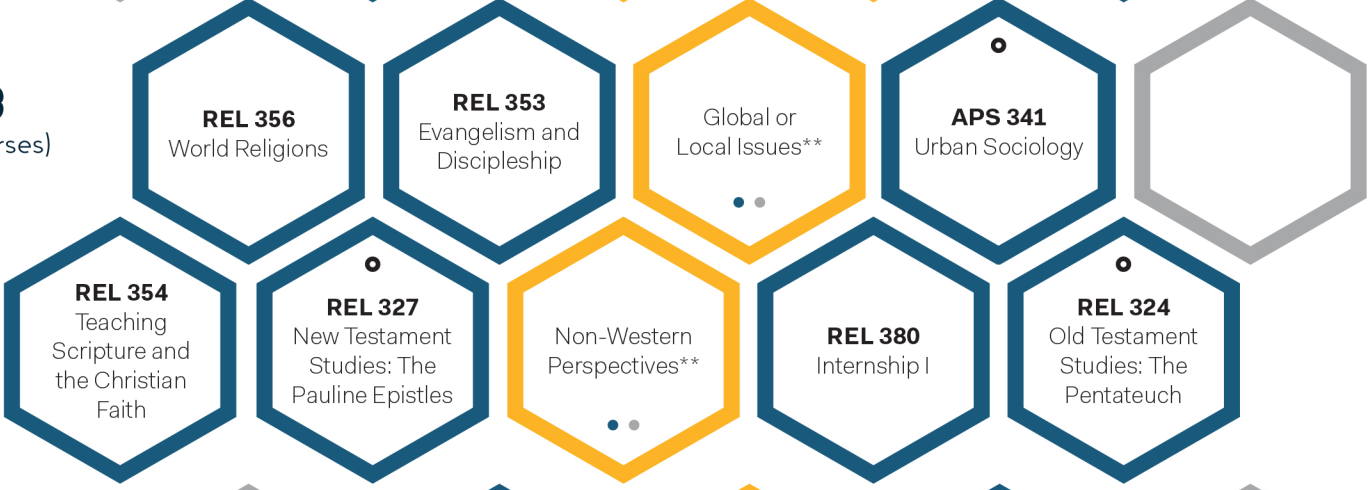 rses)
REL 356
World Religions
REL 353
Evangelism and
Discipleship
Global or
Local Issues**
APS 341
Urban Sociology
REL 354
Teaching
Scripture and
the Christian
Faith
REL 327
New Testament
Studies: The
Pauline Epistles
Non-Western
Perspectives**
REL 380
Internship I
REL 324
Old Testament
Studies: The
Pentateuch